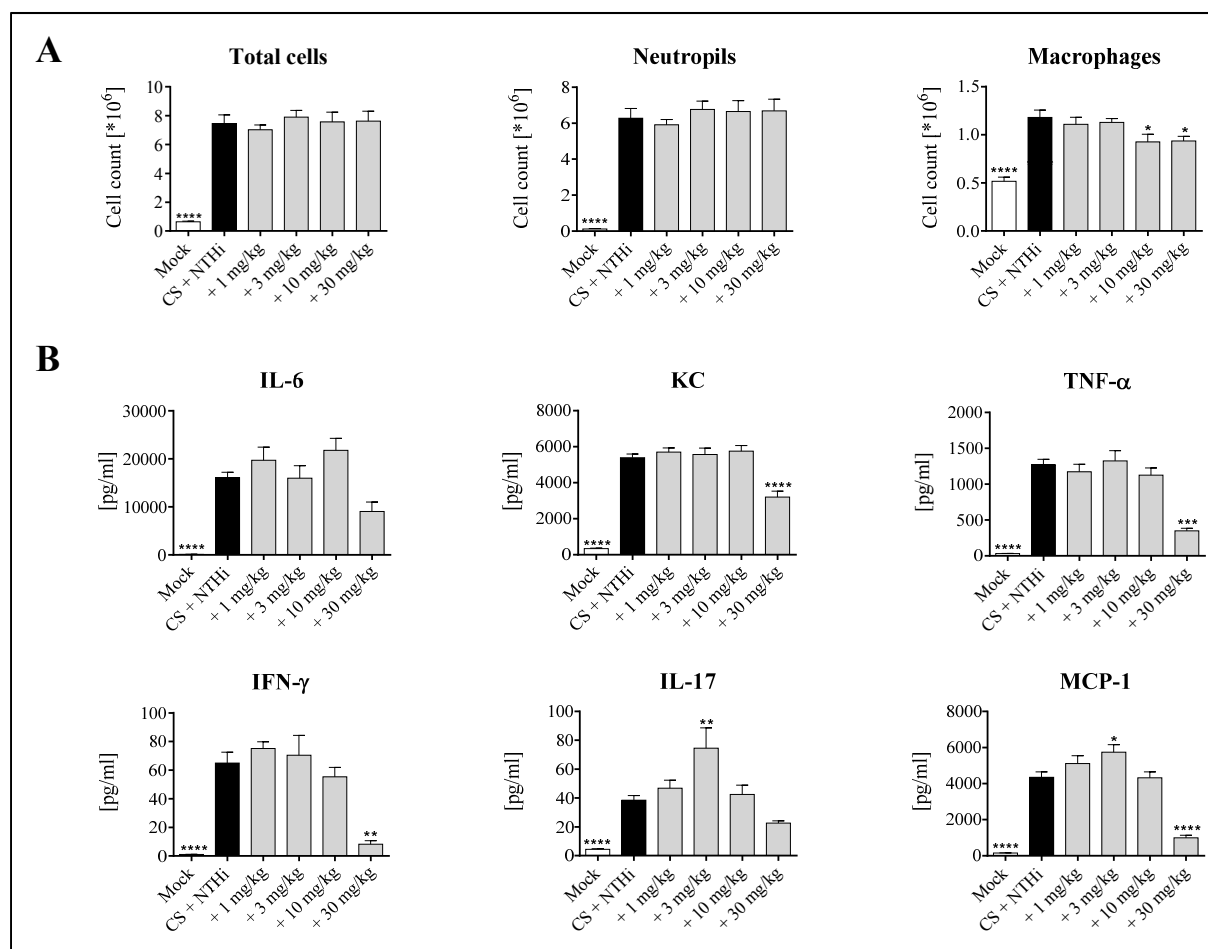 A
Total cells
Neutropils
Macrophages
Cell count [*10⁶]
10
8
6
4
2
0
****
Mock
CS + NTHi
+ 1 mg/kg
+ 3 mg/kg
+ 10 mg/kg
+ 30 mg/kg
Cell count [*10⁶]
8
6
4
2
0
****
Mock
CS + NTHi
+ 1 mg/kg
+ 3 mg/kg
+ 10 mg/kg
+ 30 mg/kg
Cell count [*10⁶]
1.5
1.0
0.5
0.0
****
*
*
Mock
CS + NTHi
+ 1 mg/kg
+ 3 mg/kg
+ 10 mg/kg
+ 30 mg/kg
B
IL-6
KC
TNF-α
[pg/ml]
30000
20000
10000
0
****
Mock
CS + NTHi
+ 1 mg/kg
+ 3 mg/kg
+ 10 mg/kg
+ 30 mg/kg
[pg/ml]
8000
6000
4000
2000
0
****
****
Mock
CS + NTHi
+ 1 mg/kg
+ 3 mg/kg
+ 10 mg/kg
+ 30 mg/kg
[pg/ml]
2000
1500
1000
500
0
****
***
Mock
CS + NTHi
+ 1 mg/kg
+ 3 mg/kg
+ 10 mg/kg
+ 30 mg/kg
IFN-γ
IL-17
MCP-1
[pg/ml]
100
80
60
40
20
0
****
**
Mock
CS + NTHi
+ 1 mg/kg
+ 3 mg/kg
+ 10 mg/kg
+ 30 mg/kg
[pg/ml]
100
80
60
40
20
0
****
**
Mock
CS + NTHi
+ 1 mg/kg
+ 3 mg/kg
+ 10 mg/kg
+ 30 mg/kg
[pg/ml]
8000
6000
4000
2000
0
****
*
****
Mock
CS + NTHi
+ 1 mg/kg
+ 3 mg/kg
+ 10 mg/kg
+ 30 mg/kg